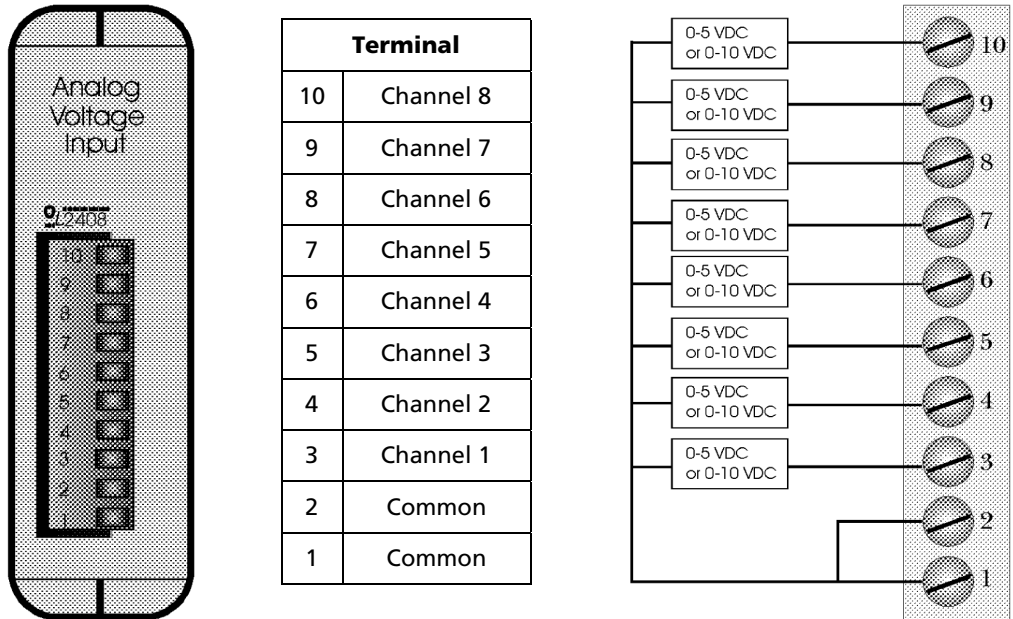 Analog
Voltage
Input
2408
10
9
8
7
6
5
4
3
2
1
Terminal
10 Channel 8
9 Channel 7
8 Channel 6
7 Channel 5
6 Channel 4
5 Channel 3
4 Channel 2
3 Channel 1
2 Common
1 Common
0-5 VDC
or 0-10 VDC
10
0-5 VDC
or 0-10 VDC
9
0-5 VDC
or 0-10 VDC
8
0-5 VDC
or 0-10 VDC
7
0-5 VDC
or 0-10 VDC
6
0-5 VDC
or 0-10 VDC
5
0-5 VDC
or 0-10 VDC
4
0-5 VDC
or 0-10 VDC
3
2
1